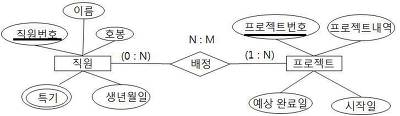 이름
직원번호
호봉
직원
특기
생년월일
(0 : N)
N : M
배정
(1 : N)
프로젝트번호
프로젝트내역
프로젝트
예상 완료일
시작일